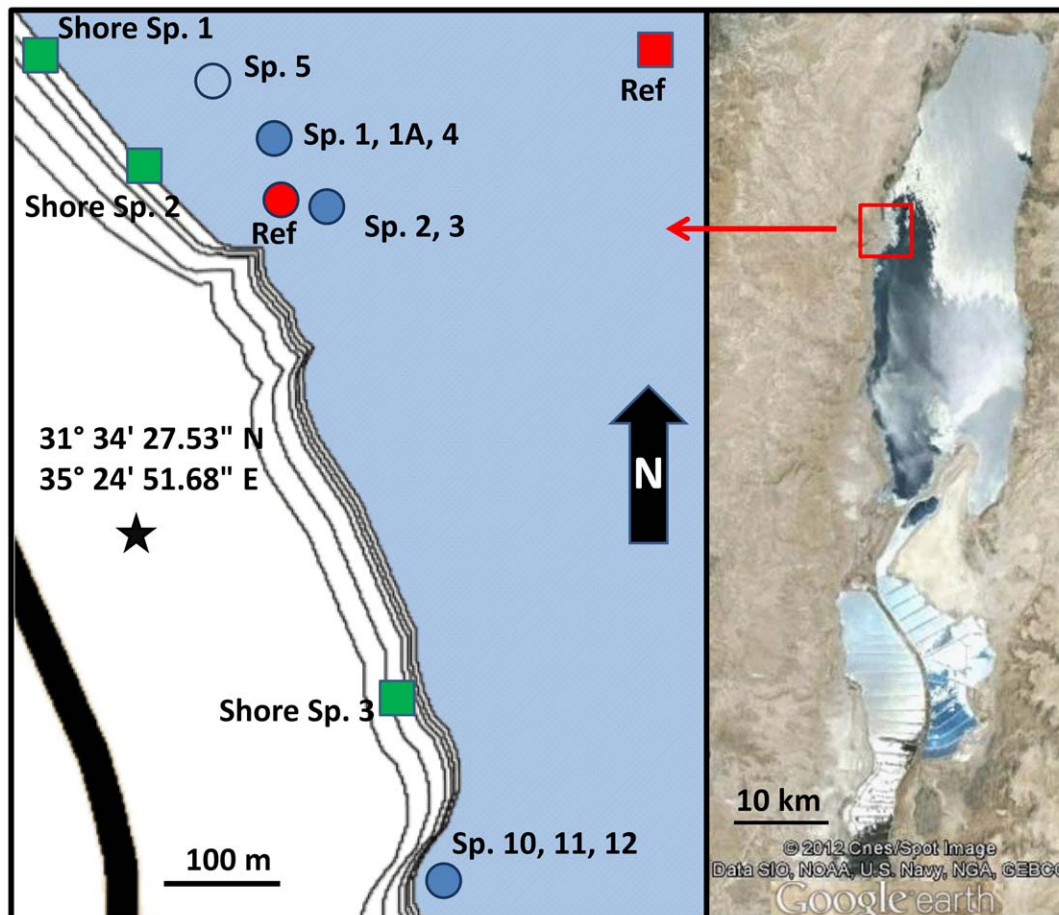 Shore Sp. 1
Sp. 5
Ref
Sp. 1, 1A, 4
Shore Sp. 2
Ref
Sp. 2, 3
31° 34' 27.53" N
35° 24' 51.68" E
N
Shore Sp. 3
Sp. 10, 11, 12
100 m
10 km
© 2012 Cnes/Spot Image
Data SIO, NOAA, U.S. Navy, NGA, GEBCO
Google earth